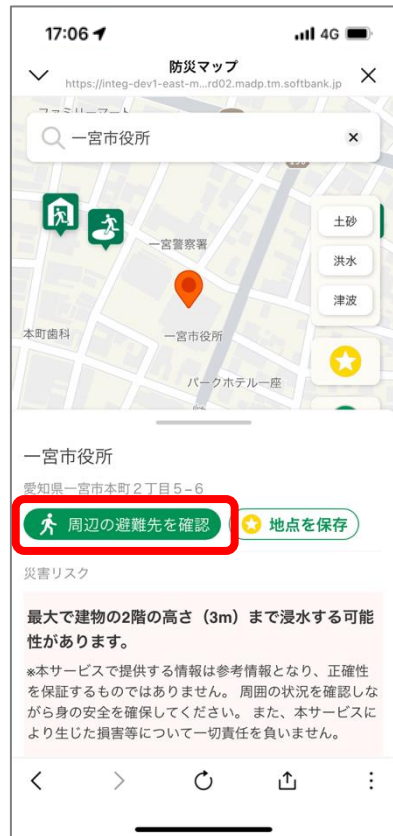 17:06
4G
防災マップ
https://integ-dev1-east-m...rd02.madp.tm.softbank.jp
ファミリーマート
一宮市役所
土砂
一宮警察署
洪水
津波
本町歯科
一宮市役所
パークホテル一座
一宮市役所
愛知県一宮市本町2丁目5−6
周辺の避難先を確認
地点を保存
災害リスク
最大で建物の2階の高さ（3m）まで浸水する可能
性があります。
*本サービスで提供する情報は参考情報となり、正確性
を保証するものではありません。 周囲の状況を確認しな
がら身の安全を確保してください。 また、本サービスに
より生じた損害等について一切責任を負いません。